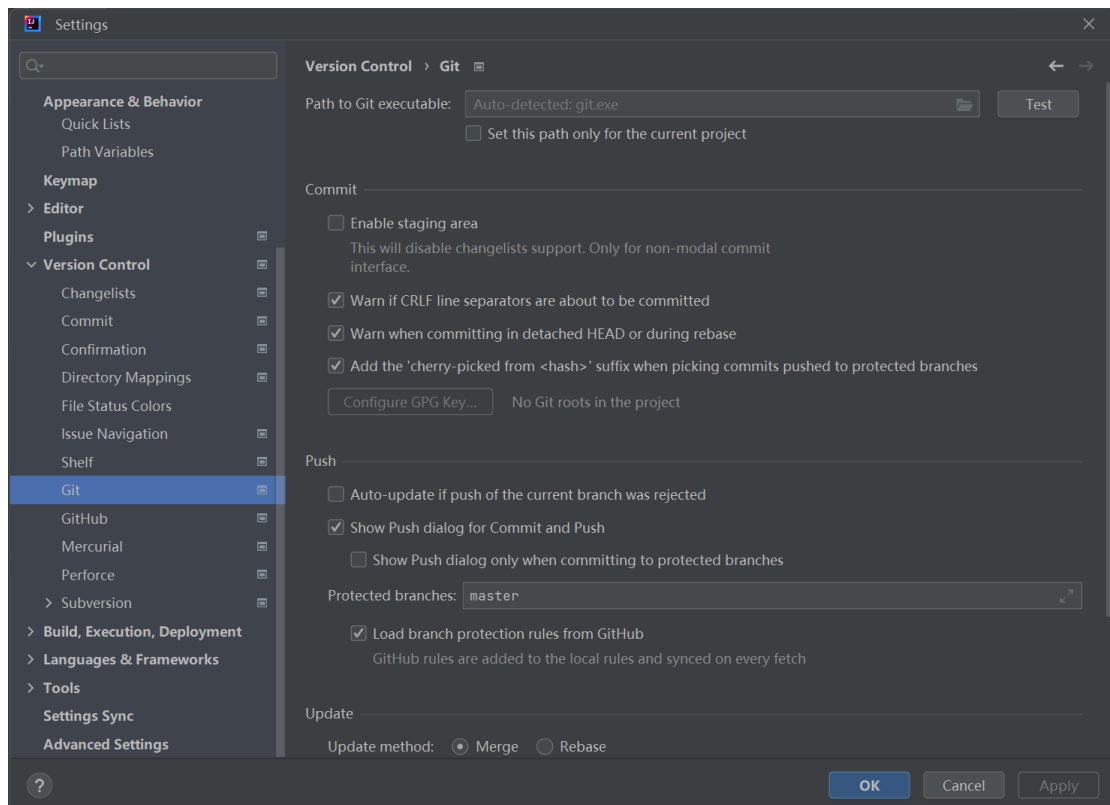 Settings
Appearance & Behavior
Quick Lists
Path Variables
Keymap
Editor
Plugins
Version Control
Changelists
Commit
Confirmation
Directory Mappings
File Status Colors
Issue Navigation
Shelf
Git
GitHub
Mercurial
Perforce
Subversion
Build, Execution, Deployment
Languages & Frameworks
Tools
Settings Sync
Advanced Settings
Version Control › Git
Path to Git executable: Auto-detected: git.exe Test
Set this path only for the current project
Commit
Enable staging area
This will disable changelists support. Only for non-modal commit
interface.
Warn if CRLF line separators are about to be committed
Warn when committing in detached HEAD or during rebase
Add the 'cherry-picked from <hash>' suffix when picking commits pushed to protected branches
Configure GPG Key... No Git roots in the project
Push
Auto-update if push of the current branch was rejected
Show Push dialog for Commit and Push
Show Push dialog only when committing to protected branches
Protected branches: master
Load branch protection rules from GitHub
GitHub rules are added to the local rules and synced on every fetch
Update
Update method: Merge Rebase
? OK Cancel Apply